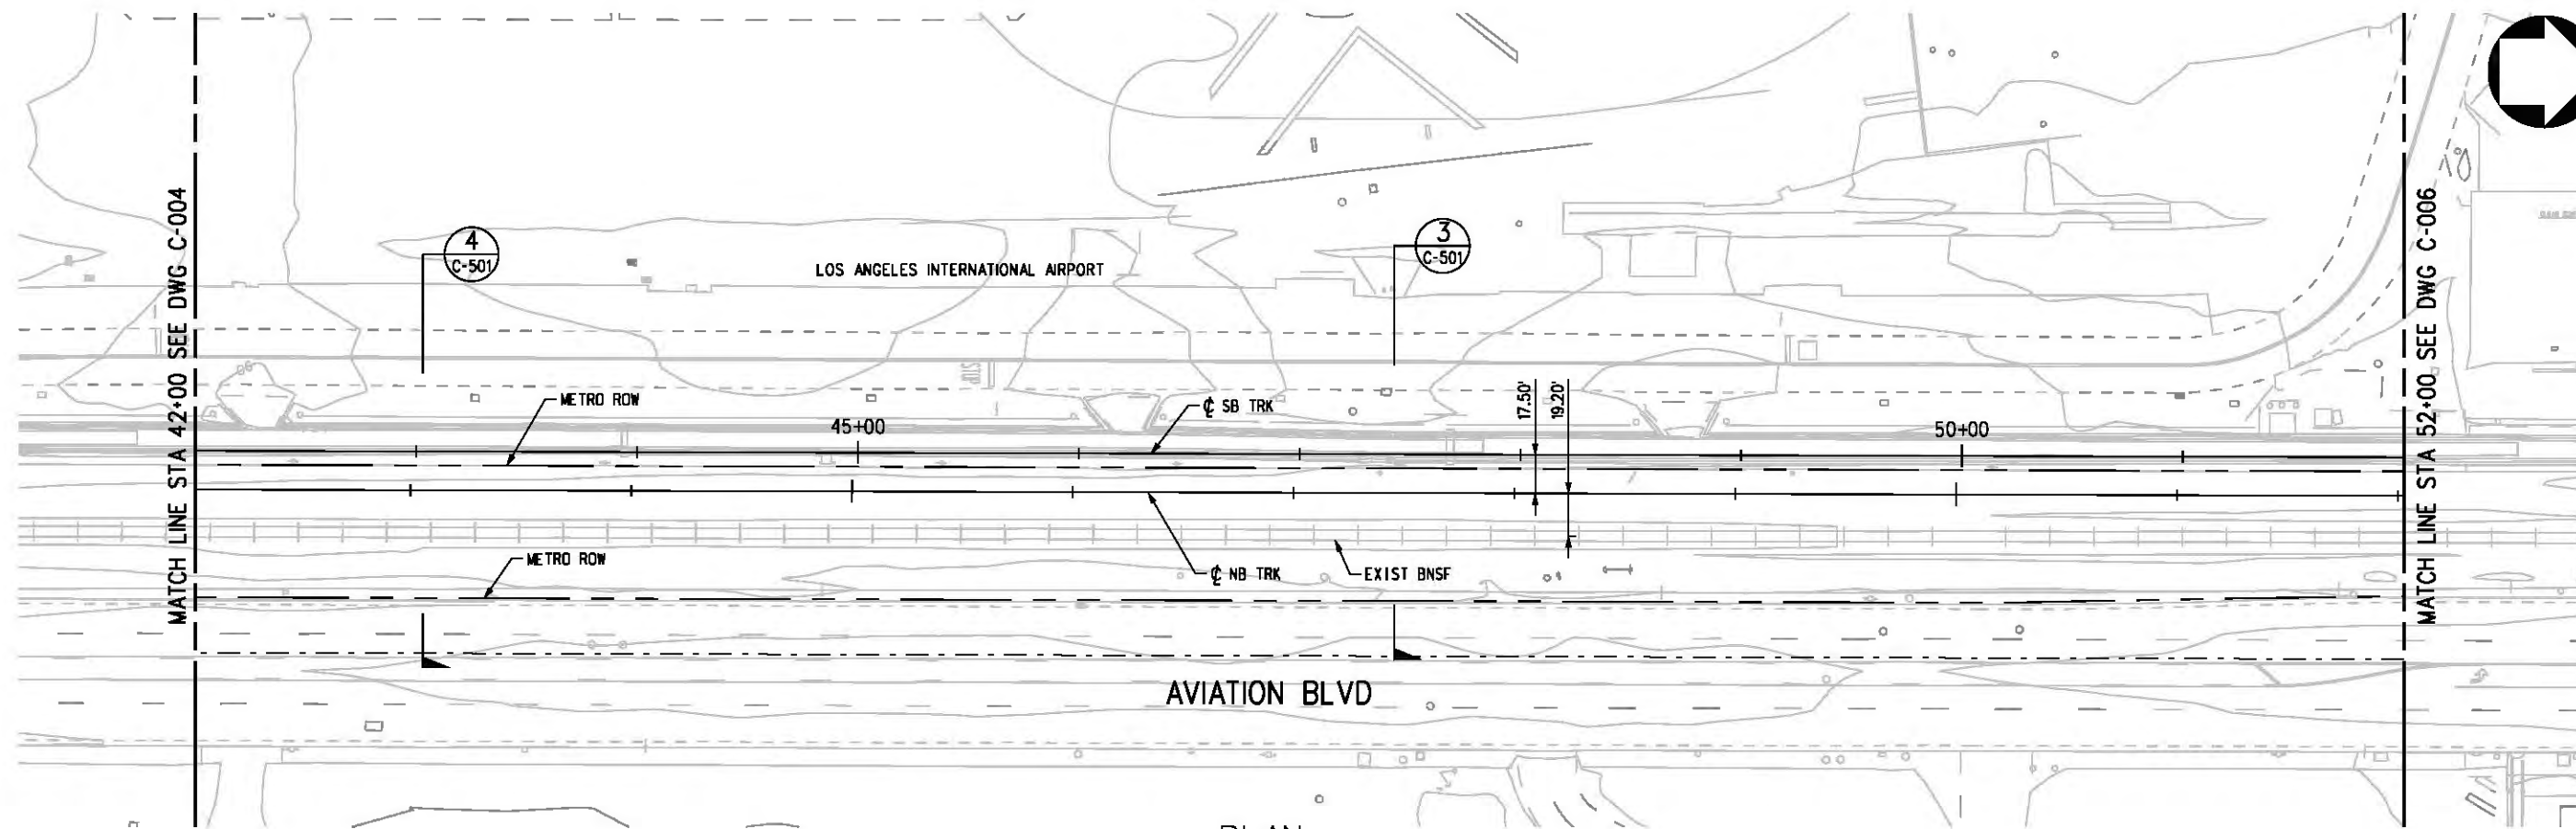 MATCH LINE STA 42+00 SEE DWG C-004
4
C-501
LOS ANGELES INTERNATIONAL AIRPORT
3
C-501
METRO ROW
45+00
℄ SB TRK
17.50'
19.20'
50+00
METRO ROW
℄ NB TRK
EXIST BNSF
AVIATION BLVD
MATCH LINE STA 52+00 SEE DWG C-006